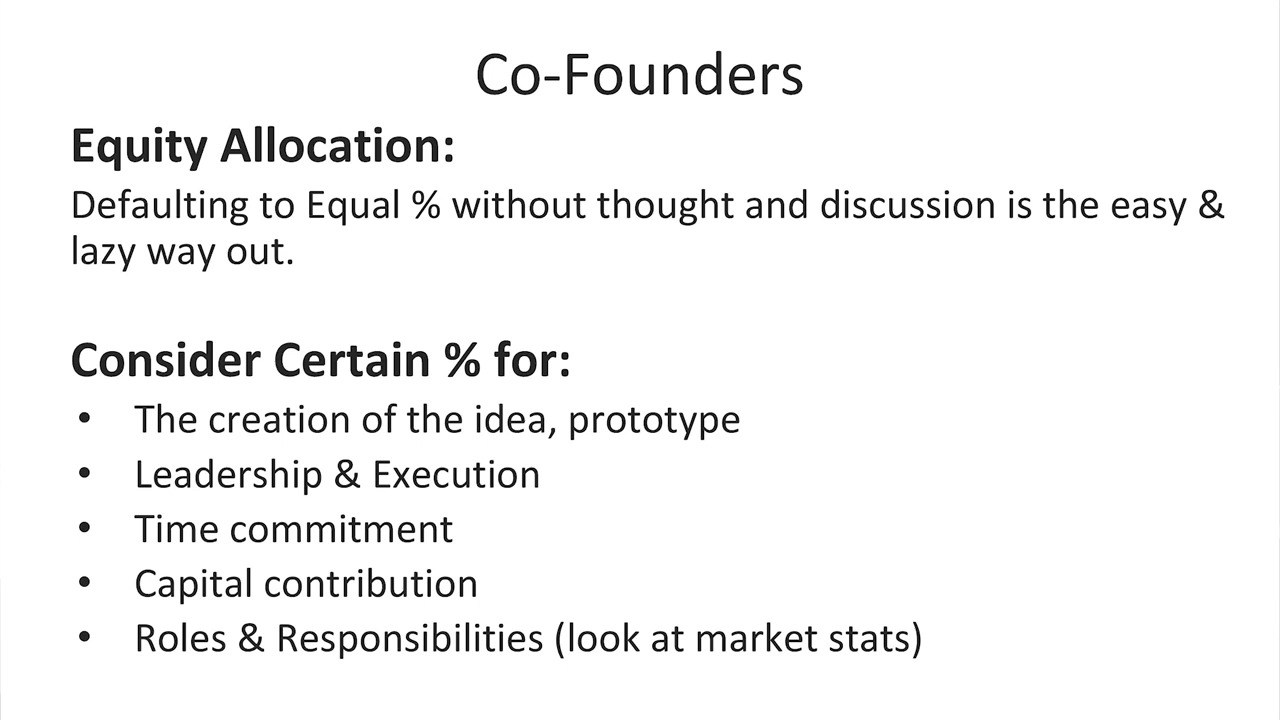 Co-Founders
Equity Allocation:
Defaulting to Equal % without thought and discussion is the easy &
lazy way out.
Consider Certain % for:
• The creation of the idea, prototype
• Leadership & Execution
• Time commitment
• Capital contribution
• Roles & Responsibilities (look at market stats)